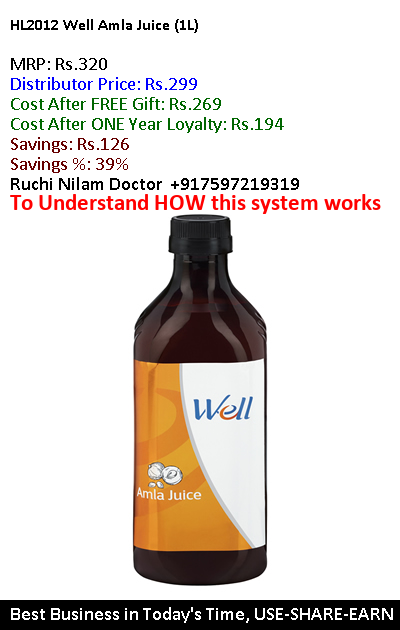 HL2012 Well Amla Juice (1L)
MRP: Rs.320
Distributor Price: Rs.299
Cost After FREE Gift: Rs.269
Cost After ONE Year Loyalty: Rs.194
Savings: Rs.126
Savings %: 39%
Ruchi Nilam Doctor +917597219319
To Understand HOW this system works
Well
Amla Juice
Best Business in Today's Time, USE-SHARE-EARN